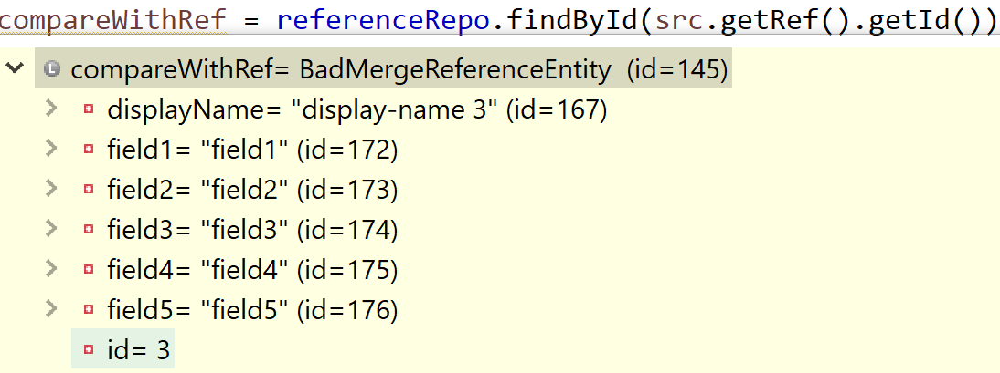 compareWithRef = referenceRepo.findById(src.getRef().getId())
L compareWithRef= BadMergeReferenceEntity (id=145)
displayName= "display-name 3" (id=167)
field1= "field1" (id=172)
field2= "field2" (id=173)
field3= "field3" (id=174)
field4= "field4" (id=175)
field5= "field5" (id=176)
id= 3